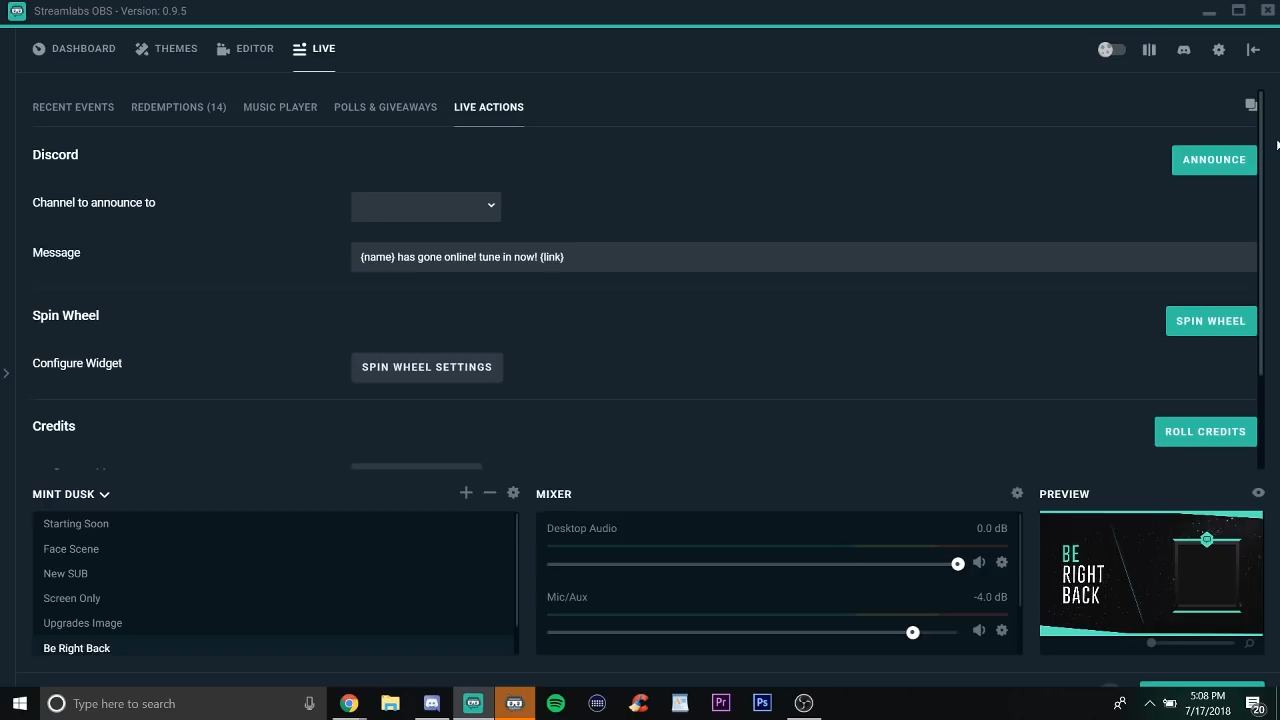 Streamlabs OBS - Version: 0.9.5
DASHBOARD THEMES EDITOR LIVE
RECENT EVENTS REDEMPTIONS (14) MUSIC PLAYER POLLS & GIVEAWAYS LIVE ACTIONS
Discord ANNOUNCE
Channel to announce to
Message {name} has gone online! tune in now! {link}
Spin Wheel SPIN WHEEL
Configure Widget SPIN WHEEL SETTINGS
Credits ROLL CREDITS
MINT DUSK
Starting Soon
Face Scene
New SUB
Screen Only
Upgrades Image
Be Right Back
MIXER
Desktop Audio 0.0 dB
Mic/Aux -4.0 dB
PREVIEW
BE
RIGHT
BACK
Type here to search
Pr
Ps
5:08 PM
7/17/2018
20